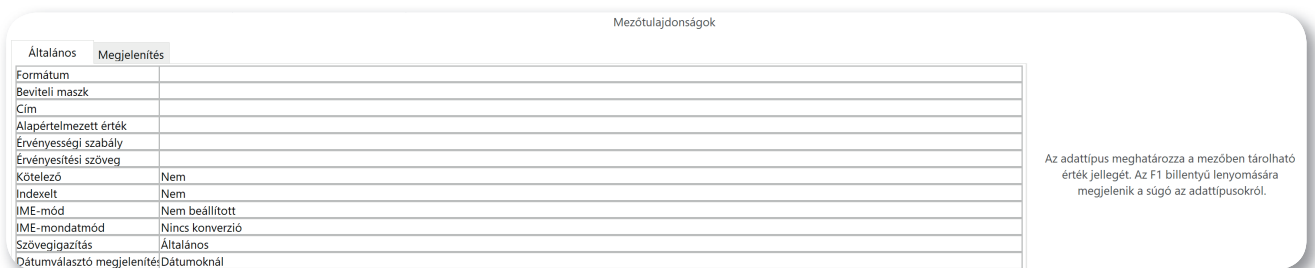 Mezőtulajdonságok
Általános Megjelenítés
Formátum
Beviteli maszk
Cím
Alapértelmezett érték
Érvényességi szabály
Érvényesítési szöveg
Kötelező Nem
Indexelt Nem
IME-mód Nem beállított
IME-mondatmód Nincs konverzió
Szövegigazítás Általános
Dátumválasztó megjelenítés Dátumoknál
Az adattípus meghatározza a mezőben tárolható
érték jellegét. Az F1 billentyű lenyomására
megjelenik a súgó az adattípusokról.